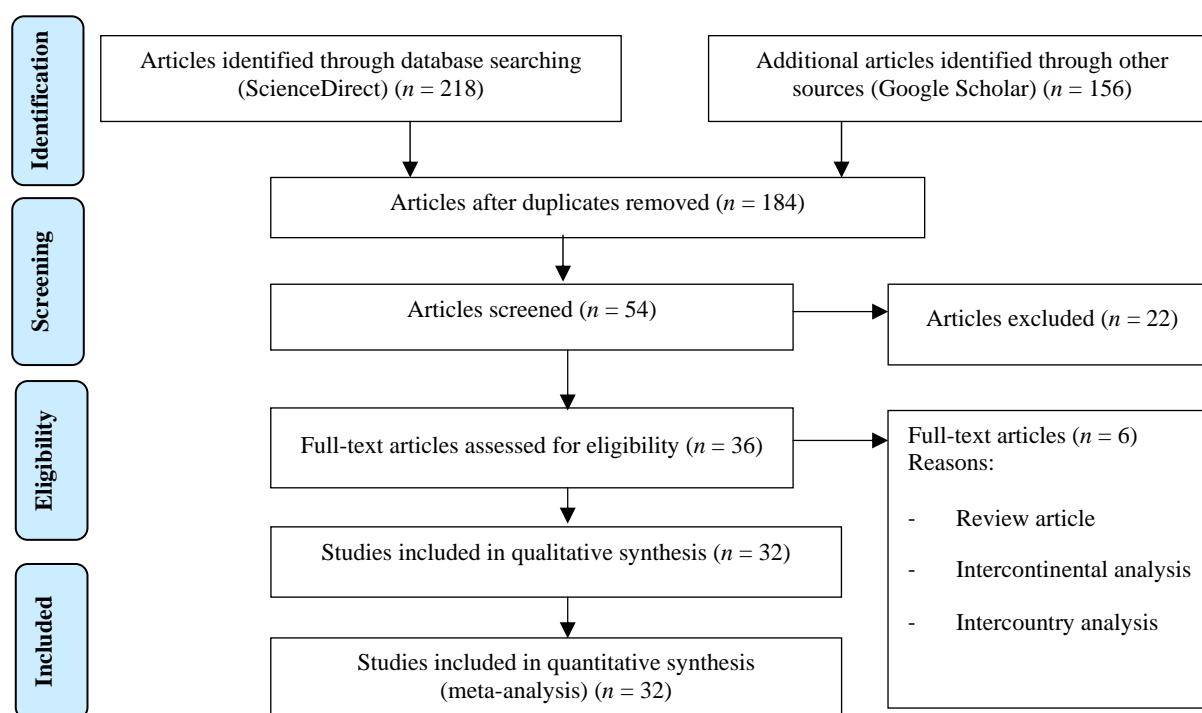 Identification
Articles identified through database searching
(ScienceDirect) (n = 218)
Additional articles identified through other
sources (Google Scholar) (n = 156)
Articles after duplicates removed (n = 184)
Screening
Articles screened (n = 54)
Articles excluded (n = 22)
Eligibility
Full-text articles assessed for eligibility (n = 36)
Full-text articles (n = 6)
Reasons:
- Review article
- Intercontinental analysis
- Intercountry analysis
Studies included in qualitative synthesis (n = 32)
Included
Studies included in quantitative synthesis
(meta-analysis) (n = 32)